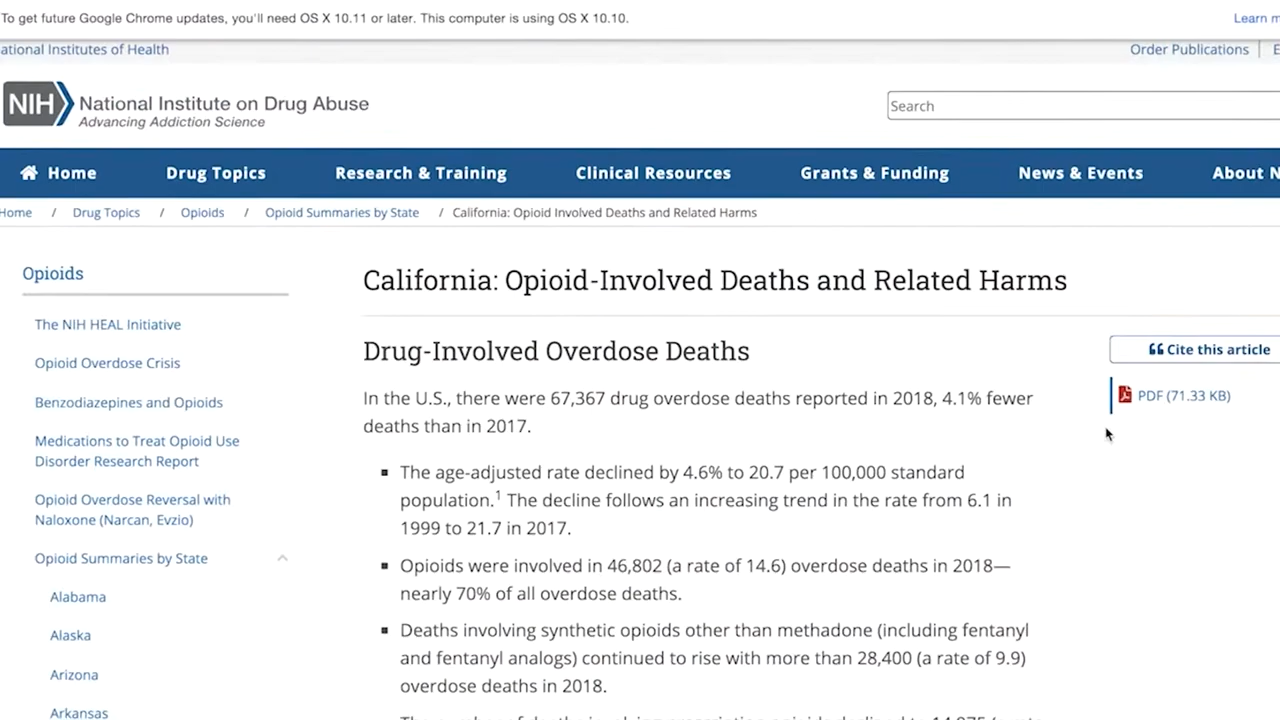 To get future Google Chrome updates, you'll need OS X 10.11 or later. This computer is using OS X 10.10.
Learn
ational Institutes of Health
Order Publications
NIH National Institute on Drug Abuse
Advancing Addiction Science
Search
Home Drug Topics Research & Training Clinical Resources Grants & Funding News & Events About N
Home / Drug Topics / Opioids / Opioid Summaries by State / California: Opioid Involved Deaths and Related Harms
Opioids
The NIH HEAL Initiative
Opioid Overdose Crisis
Benzodiazepines and Opioids
Medications to Treat Opioid Use
Disorder Research Report
Opioid Overdose Reversal with
Naloxone (Narcan, Evzio)
Opioid Summaries by State
Alabama
Alaska
Arizona
Arkansas
California: Opioid-Involved Deaths and Related Harms
Drug-Involved Overdose Deaths
In the U.S., there were 67,367 drug overdose deaths reported in 2018, 4.1% fewer
deaths than in 2017.
The age-adjusted rate declined by 4.6% to 20.7 per 100,000 standard
population.1 The decline follows an increasing trend in the rate from 6.1 in
1999 to 21.7 in 2017.
Opioids were involved in 46,802 (a rate of 14.6) overdose deaths in 2018—
nearly 70% of all overdose deaths.
Deaths involving synthetic opioids other than methadone (including fentanyl
and fentanyl analogs) continued to rise with more than 28,400 (a rate of 9.9)
overdose deaths in 2018.
Cite this article
PDF (71.33 KB)